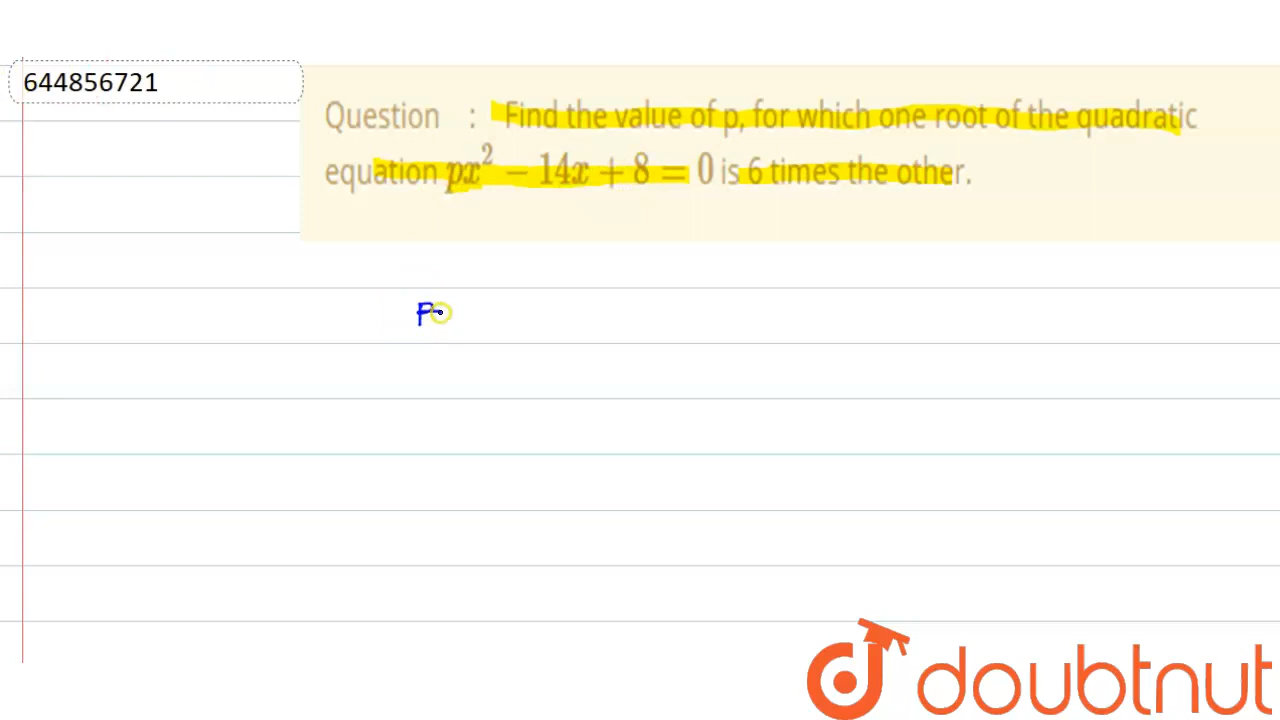 644856721
Question : Find the value of p, for which one root of the quadratic
equation px² − 14x + 8 = 0 is 6 times the other.
P
doubtnut